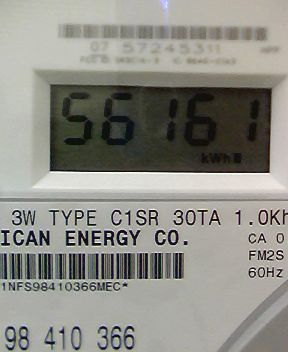 07 57245311
56161
kWh
3W TYPE C1SR 30TA 1.0Kh
ICAN ENERGY CO.
CA 0
FM2S
60Hz
1NFS98410366MEC*
98 410 366